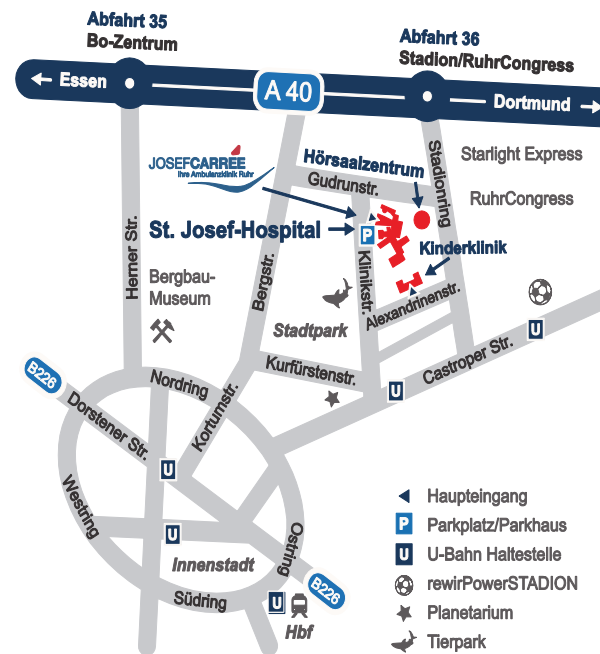 Abfahrt 35
Bo-Zentrum
Abfahrt 36
Stadion/RuhrCongress
Essen
A 40
Dortmund
JOSEFCARRÉE
Ihre Ambulanzklinik Ruhr
Hörsaalzentrum
Gudrunstr.
Stadionring
Starlight Express
RuhrCongress
St. Josef-Hospital
P
Kinderklinik
Herner Str.
Bergstr.
Klinikstr.
Bergbau-
Museum
Alexandrinenstr.
Stadtpark
U
Castroper Str.
Kurfürstenstr.
U
B226
Nordring
Kortumstr.
Dorstener Str.
U
Westring
U
Ostring
Innenstadt
Südring
B226
U
Hbf
Haupteingang
P Parkplatz/Parkhaus
U U-Bahn Haltestelle
rewirPowerSTADION
Planetarium
Tierpark